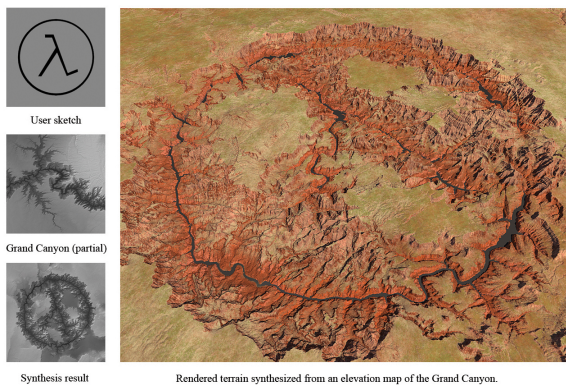 λ
User sketch
Grand Canyon (partial)
Synthesis result
Rendered terrain synthesized from an elevation map of the Grand Canyon.